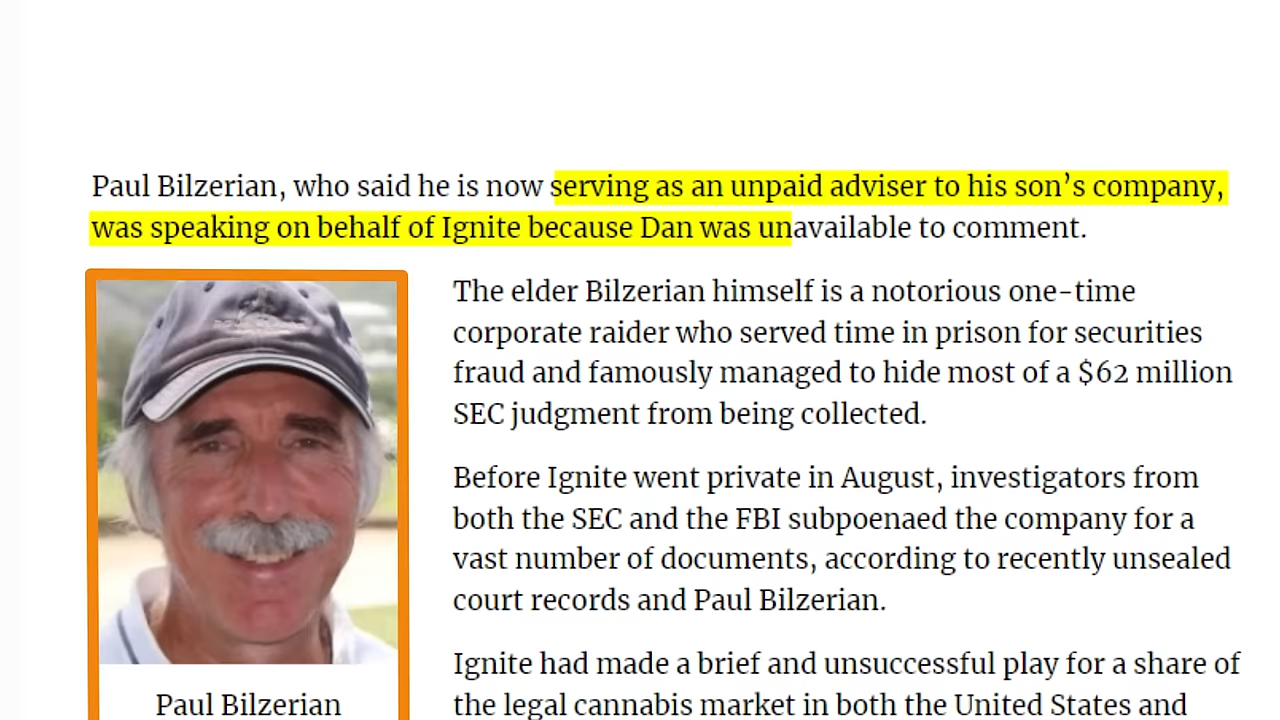 Paul Bilzerian, who said he is now serving as an unpaid adviser to his son’s company,
was speaking on behalf of Ignite because Dan was unavailable to comment.
The elder Bilzerian himself is a notorious one-time
corporate raider who served time in prison for securities
fraud and famously managed to hide most of a $62 million
SEC judgment from being collected.
Before Ignite went private in August, investigators from
both the SEC and the FBI subpoenaed the company for a
vast number of documents, according to recently unsealed
court records and Paul Bilzerian.
Ignite had made a brief and unsuccessful play for a share of
the legal cannabis market in both the United States and
Paul Bilzerian